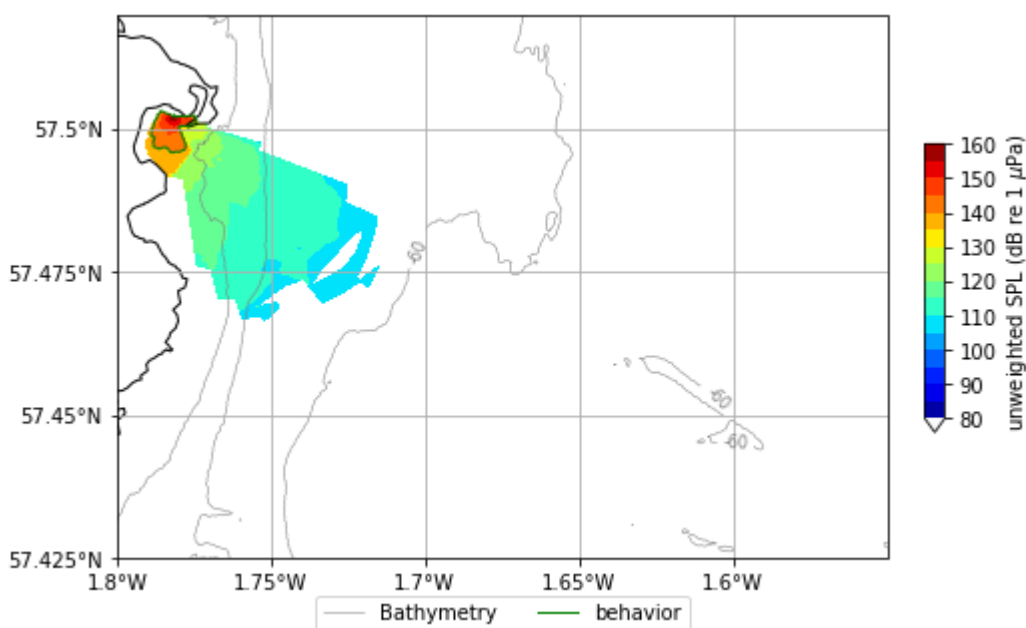 57.5°N
57.475°N
57.45°N
57.425°N
1.8°W
1.75°W
1.7°W
1.65°W
1.6°W
-60
-60
-60
160
150
140
130
120
110
100
90
80
unweighted SPL (dB re 1 µPa)
Bathymetry
behavior